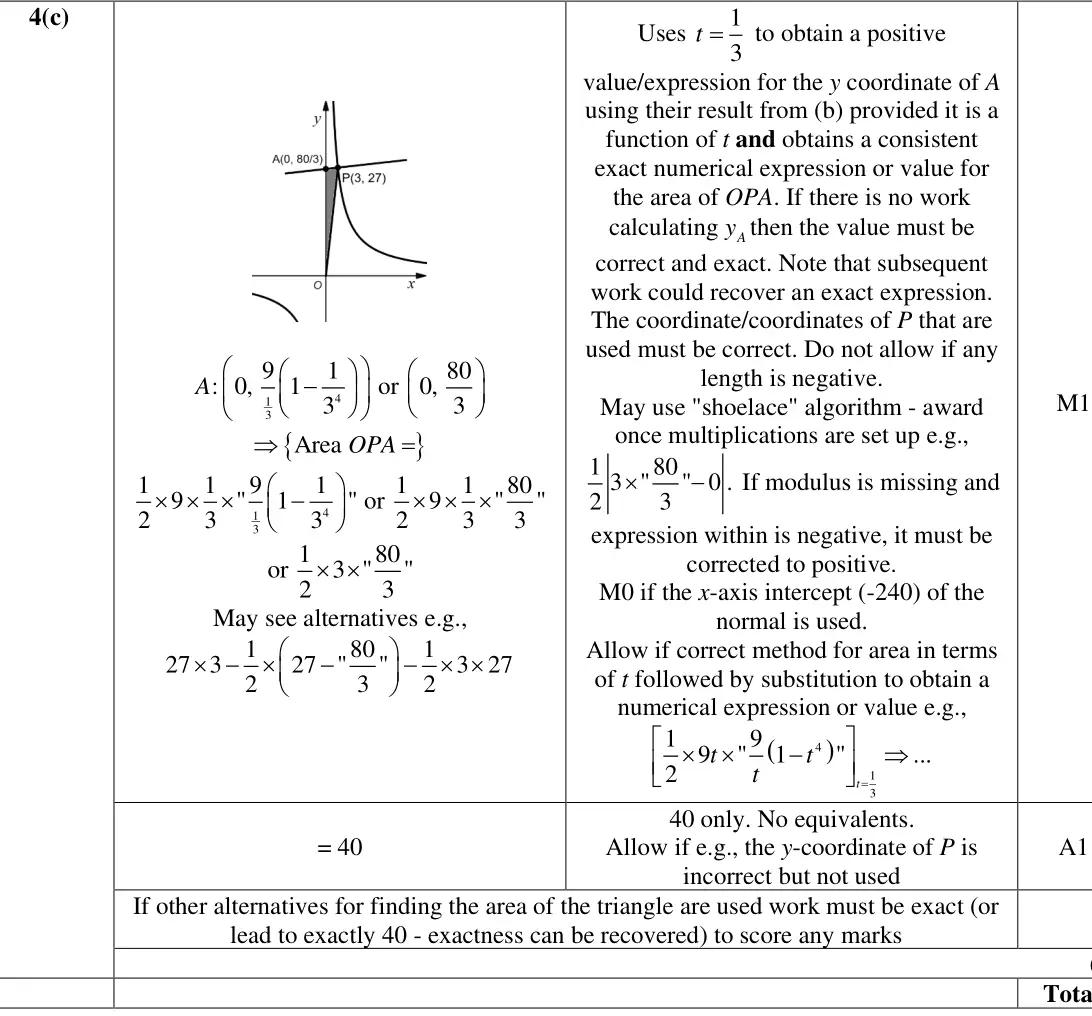 4(c)
y
A(0, 80/3)
P(3, 27)
O
x
A: (0, 9/(1/3) (1 − 1/3⁴)) or (0, 80/3)
⇒ {Area OPA =}
1/2 × 9 × 1/3 × "9/(1/3) (1 − 1/3⁴)" or 1/2 × 9 × 1/3 × "80/3"
or 1/2 × 3 × "80/3"
May see alternatives e.g.,
27 × 3 − 1/2 × (27 − "80/3") − 1/2 × 3 × 27
Uses t = 1/3 to obtain a positive
value/expression for the y coordinate of A
using their result from (b) provided it is a
function of t and obtains a consistent
exact numerical expression or value for
the area of OPA. If there is no work
calculating y_A then the value must be
correct and exact. Note that subsequent
work could recover an exact expression.
The coordinate/coordinates of P that are
used must be correct. Do not allow if any
length is negative.
May use "shoelace" algorithm - award
once multiplications are set up e.g.,
1/2 |3 × "80/3" − 0|. If modulus is missing and
expression within is negative, it must be
corrected to positive.
M0 if the x-axis intercept (-240) of the
normal is used.
Allow if correct method for area in terms
of t followed by substitution to obtain a
numerical expression or value e.g.,
[1/2 × 9t × "9/t (1 − t⁴)"]_{t=1/3} ⇒ ...
M1
= 40
40 only. No equivalents.
Allow if e.g., the y-coordinate of P is
incorrect but not used
A1
If other alternatives for finding the area of the triangle are used work must be exact (or
lead to exactly 40 - exactness can be recovered) to score any marks
(
Tota